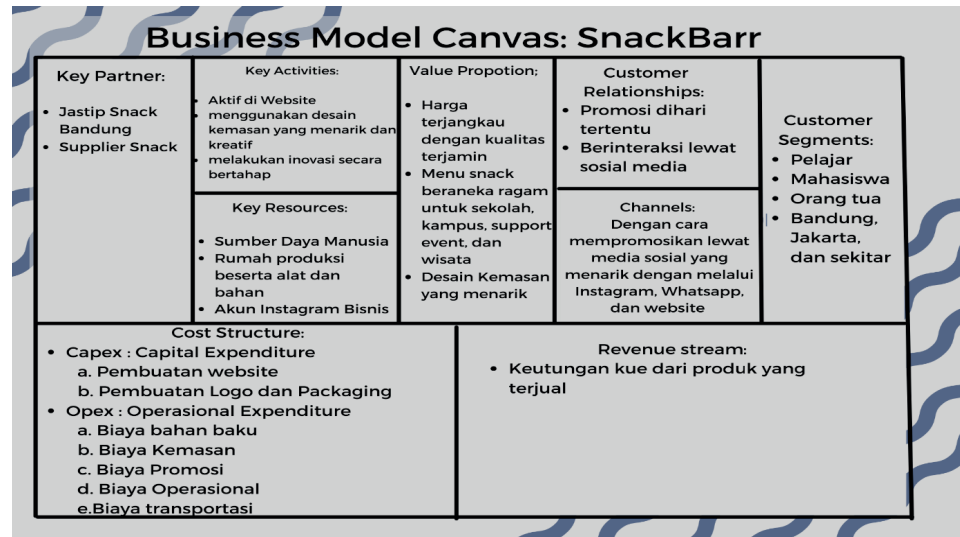 Business Model Canvas: SnackBarr
Key Partner:
• Jastip Snack
Bandung
• Supplier Snack
Key Activities:
• Aktif di Website
• menggunakan desain
kemasan yang menarik dan
kreatif
• melakukan inovasi secara
bertahap
Key Resources:
• Sumber Daya Manusia
• Rumah produksi
beserta alat dan
bahan
• Akun Instagram Bisnis
Value Propotion;
• Harga
terjangkau
dengan kualitas
terjamin
• Menu snack
beraneka ragam
untuk sekolah,
kampus, support
event, dan
wisata
• Desain Kemasan
yang menarik
Customer
Relationships:
• Promosi dihari
tertentu
• Berinteraksi lewat
sosial media
Channels:
Dengan cara
mempromosikan lewat
media sosial yang
menarik dengan melalui
Instagram, Whatsapp,
dan website
Customer
Segments:
• Pelajar
• Mahasiswa
• Orang tua
• Bandung,
Jakarta,
dan sekitar
Cost Structure:
• Capex : Capital Expenditure
a. Pembuatan website
b. Pembuatan Logo dan Packaging
• Opex : Operasional Expenditure
a. Biaya bahan baku
b. Biaya Kemasan
c. Biaya Promosi
d. Biaya Operasional
e.Biaya transportasi
Revenue stream:
• Keutungan kue dari produk yang
terjual